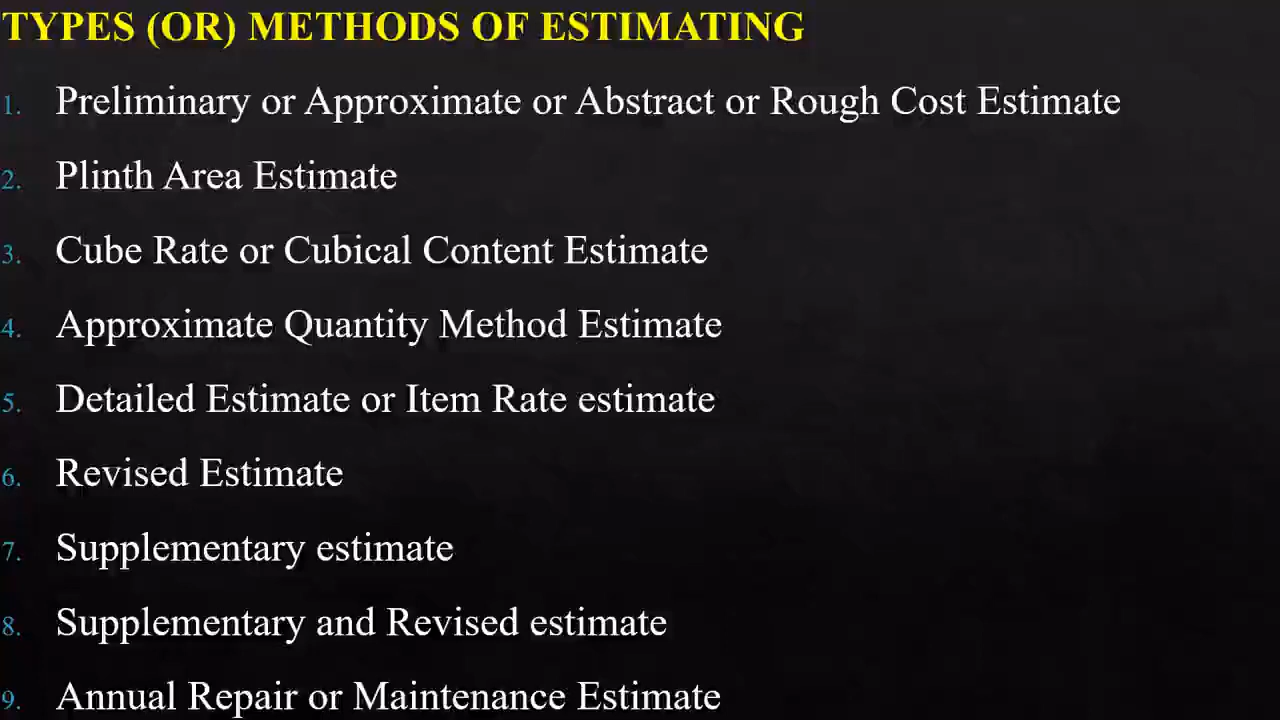 TYPES (OR) METHODS OF ESTIMATING
1. Preliminary or Approximate or Abstract or Rough Cost Estimate
2. Plinth Area Estimate
3. Cube Rate or Cubical Content Estimate
4. Approximate Quantity Method Estimate
5. Detailed Estimate or Item Rate estimate
6. Revised Estimate
7. Supplementary estimate
8. Supplementary and Revised estimate
9. Annual Repair or Maintenance Estimate